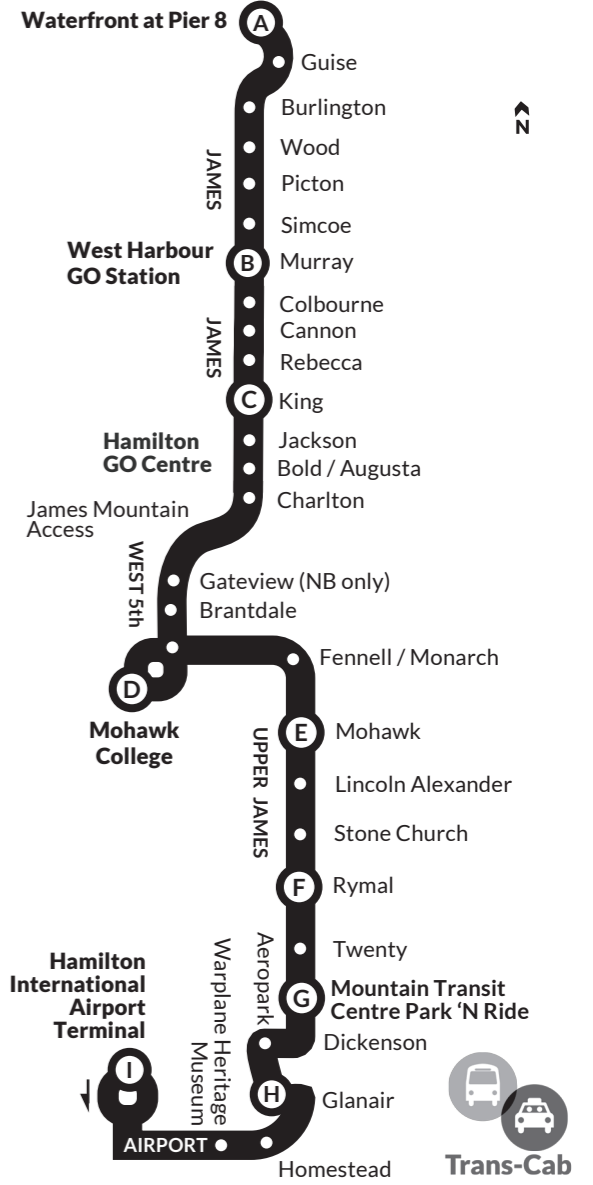 Waterfront at Pier 8
A
Guise
Burlington
N
Wood
JAMES
Picton
Simcoe
West Harbour
GO Station
B
Murray
Colbourne
JAMES
Cannon
Rebecca
C
King
Hamilton
GO Centre
Jackson
Bold / Augusta
Charlton
James Mountain
Access
WEST 5th
Gateview (NB only)
Brantdale
Fennell / Monarch
D
Mohawk
College
E
Mohawk
UPPER JAMES
Lincoln Alexander
Stone Church
F
Rymal
Twenty
Hamilton
International
Airport
Terminal
Warplane Heritage
Museum
Aeropark
G
Mountain Transit
Centre Park ‘N Ride
Dickenson
I
H
Glanair
AIRPORT
Homestead
Trans-Cab